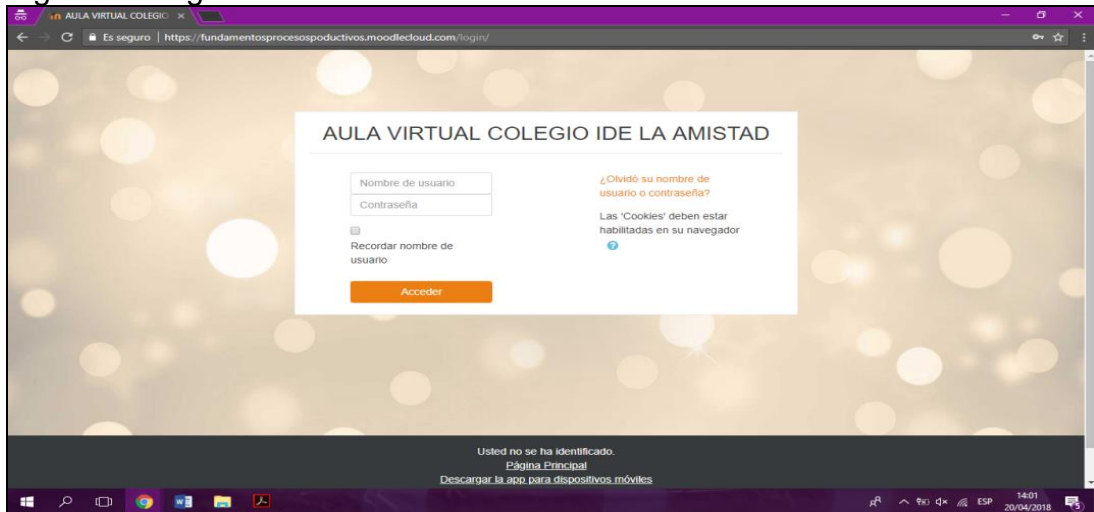 AULA VIRTUAL COLEGIO
Es seguro | https://fundamentosprocesospoductivos.moodlecloud.com/login/
AULA VIRTUAL COLEGIO IDE LA AMISTAD
Nombre de usuario
Contraseña
Recordar nombre de
usuario
Acceder
¿Olvidó su nombre de
usuario o contraseña?
Las 'Cookies' deben estar
habilitadas en su navegador
Usted no se ha identificado.
Página Principal
Descargar la app para dispositivos móviles
ESP
14:01
20/04/2018